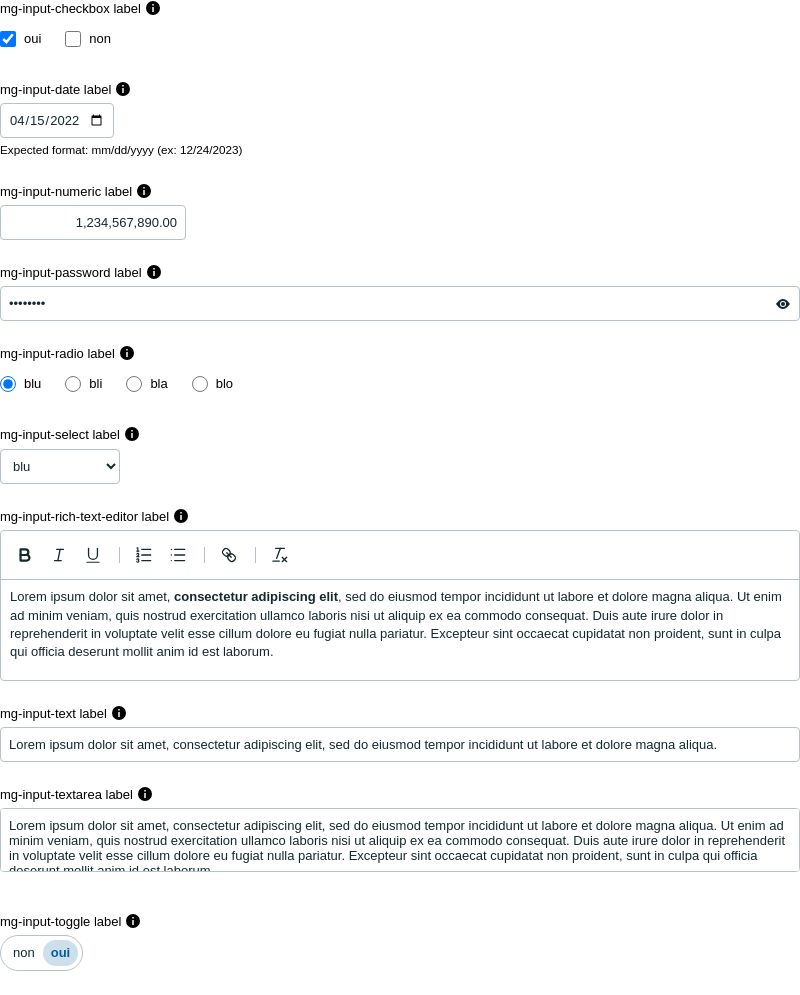 mg-input-checkbox label
oui non
mg-input-date label
04/15/2022
Expected format: mm/dd/yyyy (ex: 12/24/2023)
mg-input-numeric label
1,234,567,890.00
mg-input-password label
••••••••
mg-input-radio label
blu bli bla blo
mg-input-select label
blu
mg-input-rich-text-editor label
Lorem ipsum dolor sit amet, consectetur adipiscing elit, sed do eiusmod tempor incididunt ut labore et dolore magna aliqua. Ut enim
ad minim veniam, quis nostrud exercitation ullamco laboris nisi ut aliquip ex ea commodo consequat. Duis aute irure dolor in
reprehenderit in voluptate velit esse cillum dolore eu fugiat nulla pariatur. Excepteur sint occaecat cupidatat non proident, sunt in culpa
qui officia deserunt mollit anim id est laborum.
mg-input-text label
Lorem ipsum dolor sit amet, consectetur adipiscing elit, sed do eiusmod tempor incididunt ut labore et dolore magna aliqua.
mg-input-textarea label
Lorem ipsum dolor sit amet, consectetur adipiscing elit, sed do eiusmod tempor incididunt ut labore et dolore magna aliqua. Ut enim ad
minim veniam, quis nostrud exercitation ullamco laboris nisi ut aliquip ex ea commodo consequat. Duis aute irure dolor in reprehenderit
in voluptate velit esse cillum dolore eu fugiat nulla pariatur. Excepteur sint occaecat cupidatat non proident, sunt in culpa qui officia
deserunt mollit anim id est laborum.
mg-input-toggle label
non oui